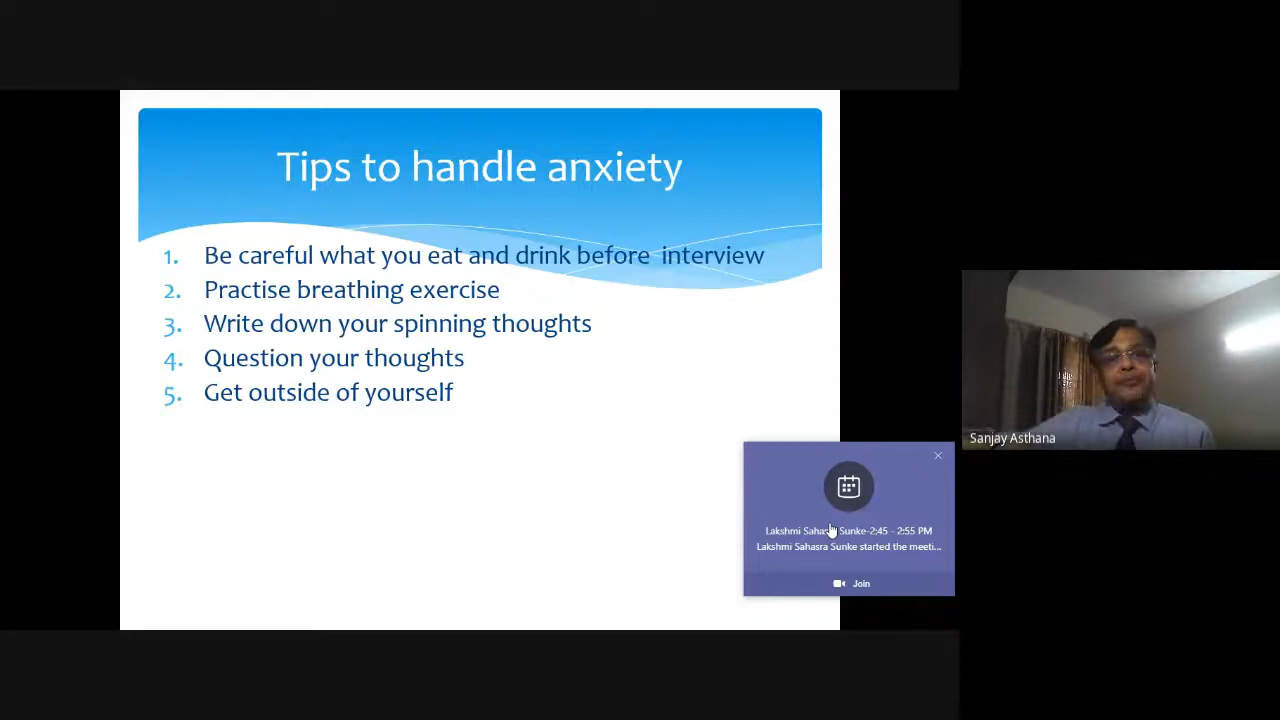 Tips to handle anxiety
1. Be careful what you eat and drink before interview
2. Practise breathing exercise
3. Write down your spinning thoughts
4. Question your thoughts
5. Get outside of yourself
Sanjay Asthana
Lakshmi Sahas Sunke-2:45 - 2:55 PM
Lakshmi Sahasra Sunke started the meeti...
Join